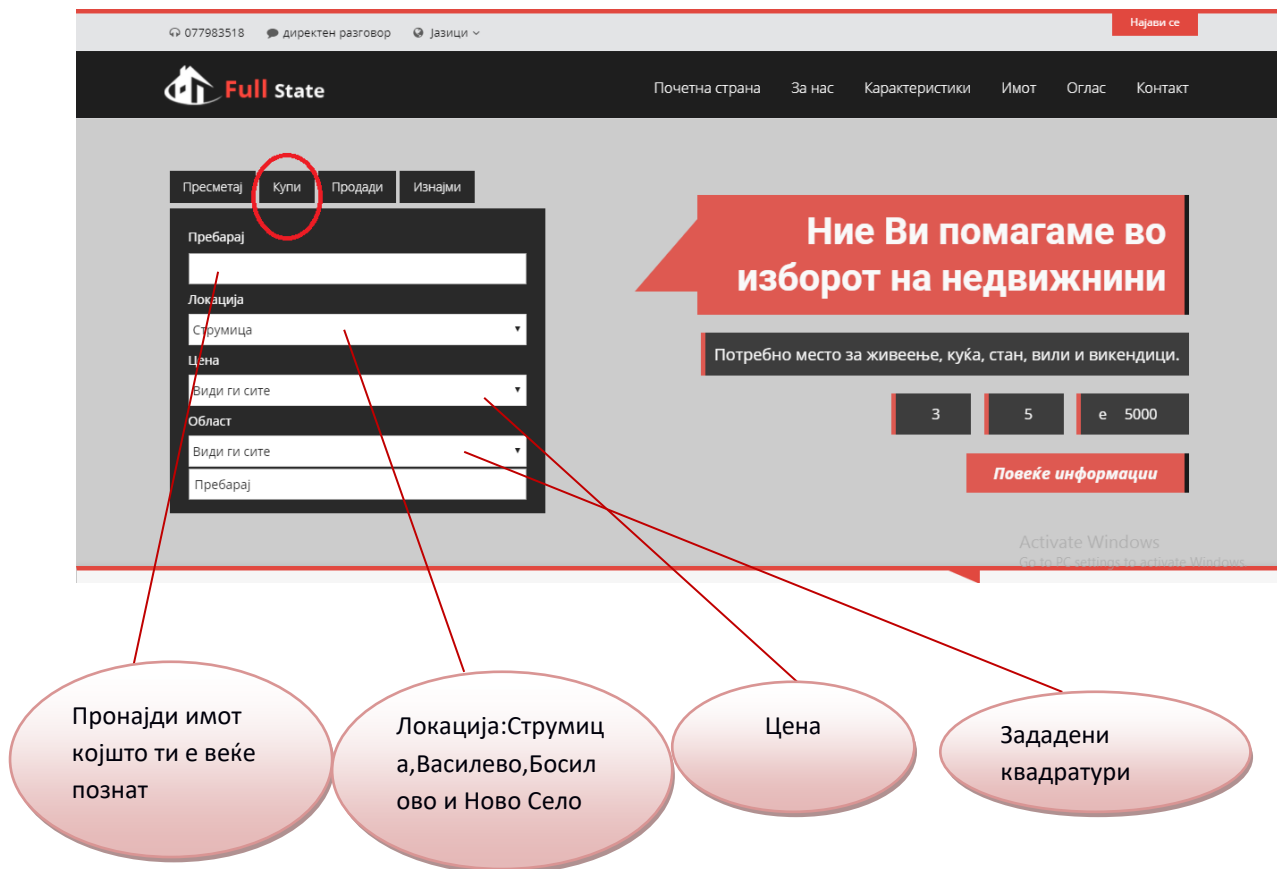 077983518 директен разговор Јазици
Најави се
Full State
Почетна страна За нас Карактеристики Имот Оглас Контакт
Пресметај Купи Продади Изнајми
Пребарај
Локација
Струмица
Цена
Види ги сите
Област
Види ги сите
Пребарај
Ние Ви помагаме во
изборот на недвижнини
Потребно место за живеење, куќа, стан, вили и викендици.
3 5 е 5000
Повеќе информации
Activate Windows
Go to PC settings to activate Windows.
Пронајди имот
којшто ти е веќе
познат
Локација:Струмиц
а,Василево,Босил
ово и Ново Село
Цена
Зададени
квадратури